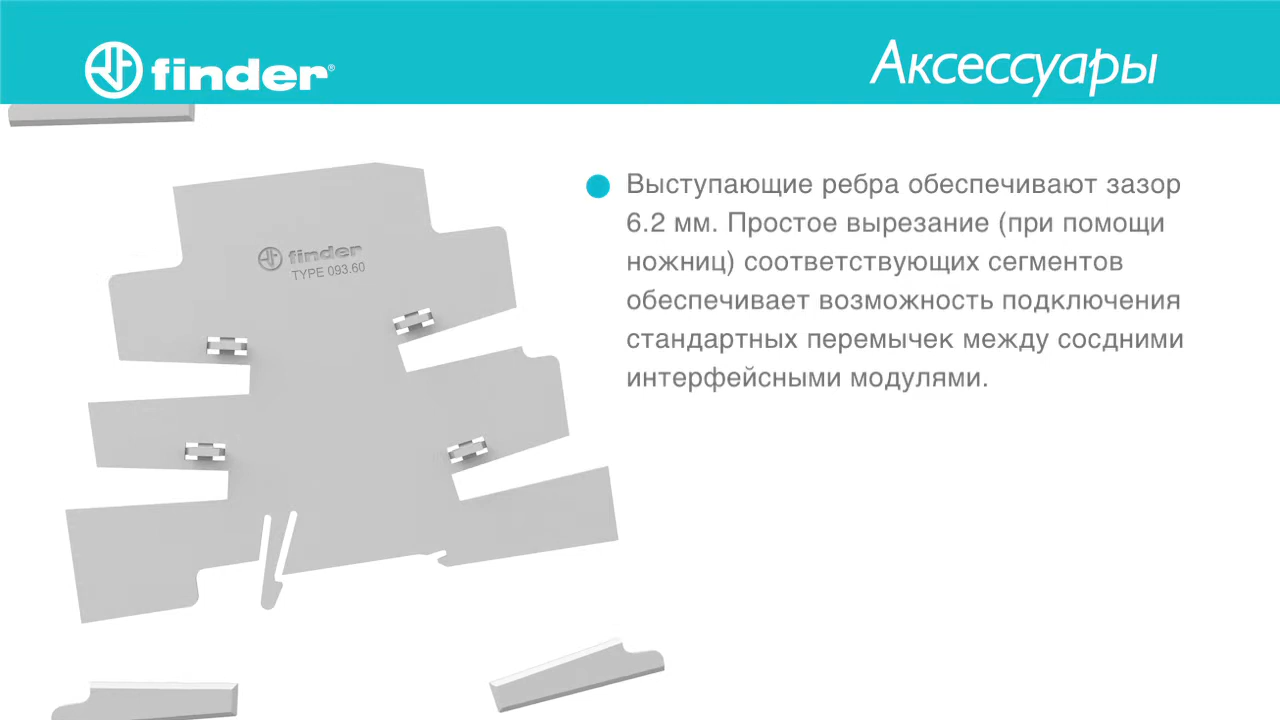 finder®
Аксессуары
finder
TYPE 093.60
Выступающие ребра обеспечивают зазор
6.2 мм. Простое вырезание (при помощи
ножниц) соответствующих сегментов
обеспечивает возможность подключения
стандартных перемычек между сосдними
интерфейсными модулями.